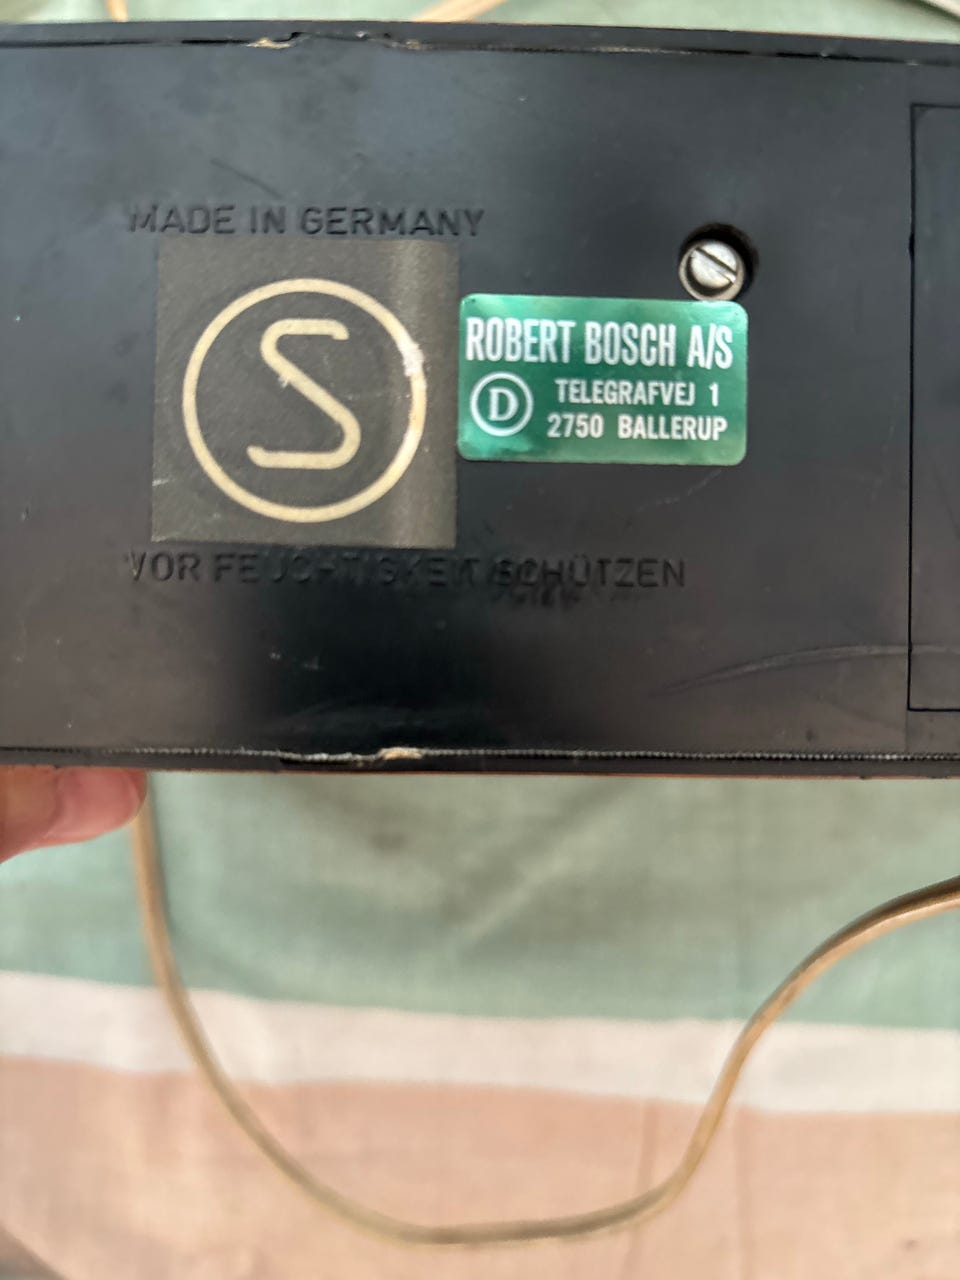 MADE IN GERMANY
S
ROBERT BOSCH A/S
D
TELEGRAFVEJ 1
2750 BALLERUP
VOR FEUCHTIGKEIT SCHÜTZEN